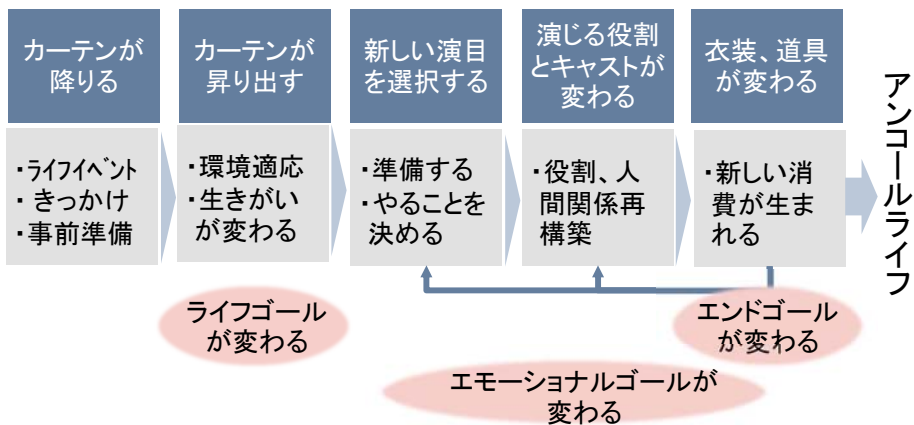 カーテンが
降りる
カーテンが
昇り出す
新しい演目
を選択する
演じる役割
とキャストが
変わる
衣装、道具
が変わる
・ライフイベント
・きっかけ
・事前準備
・環境適応
・生きがい
が変わる
・準備する
・やることを
決める
・役割、人
間関係再
構築
・新しい消
費が生ま
れる
アンコールライフ
ライフゴール
が変わる
エンドゴール
が変わる
エモーショナルゴールが
変わる